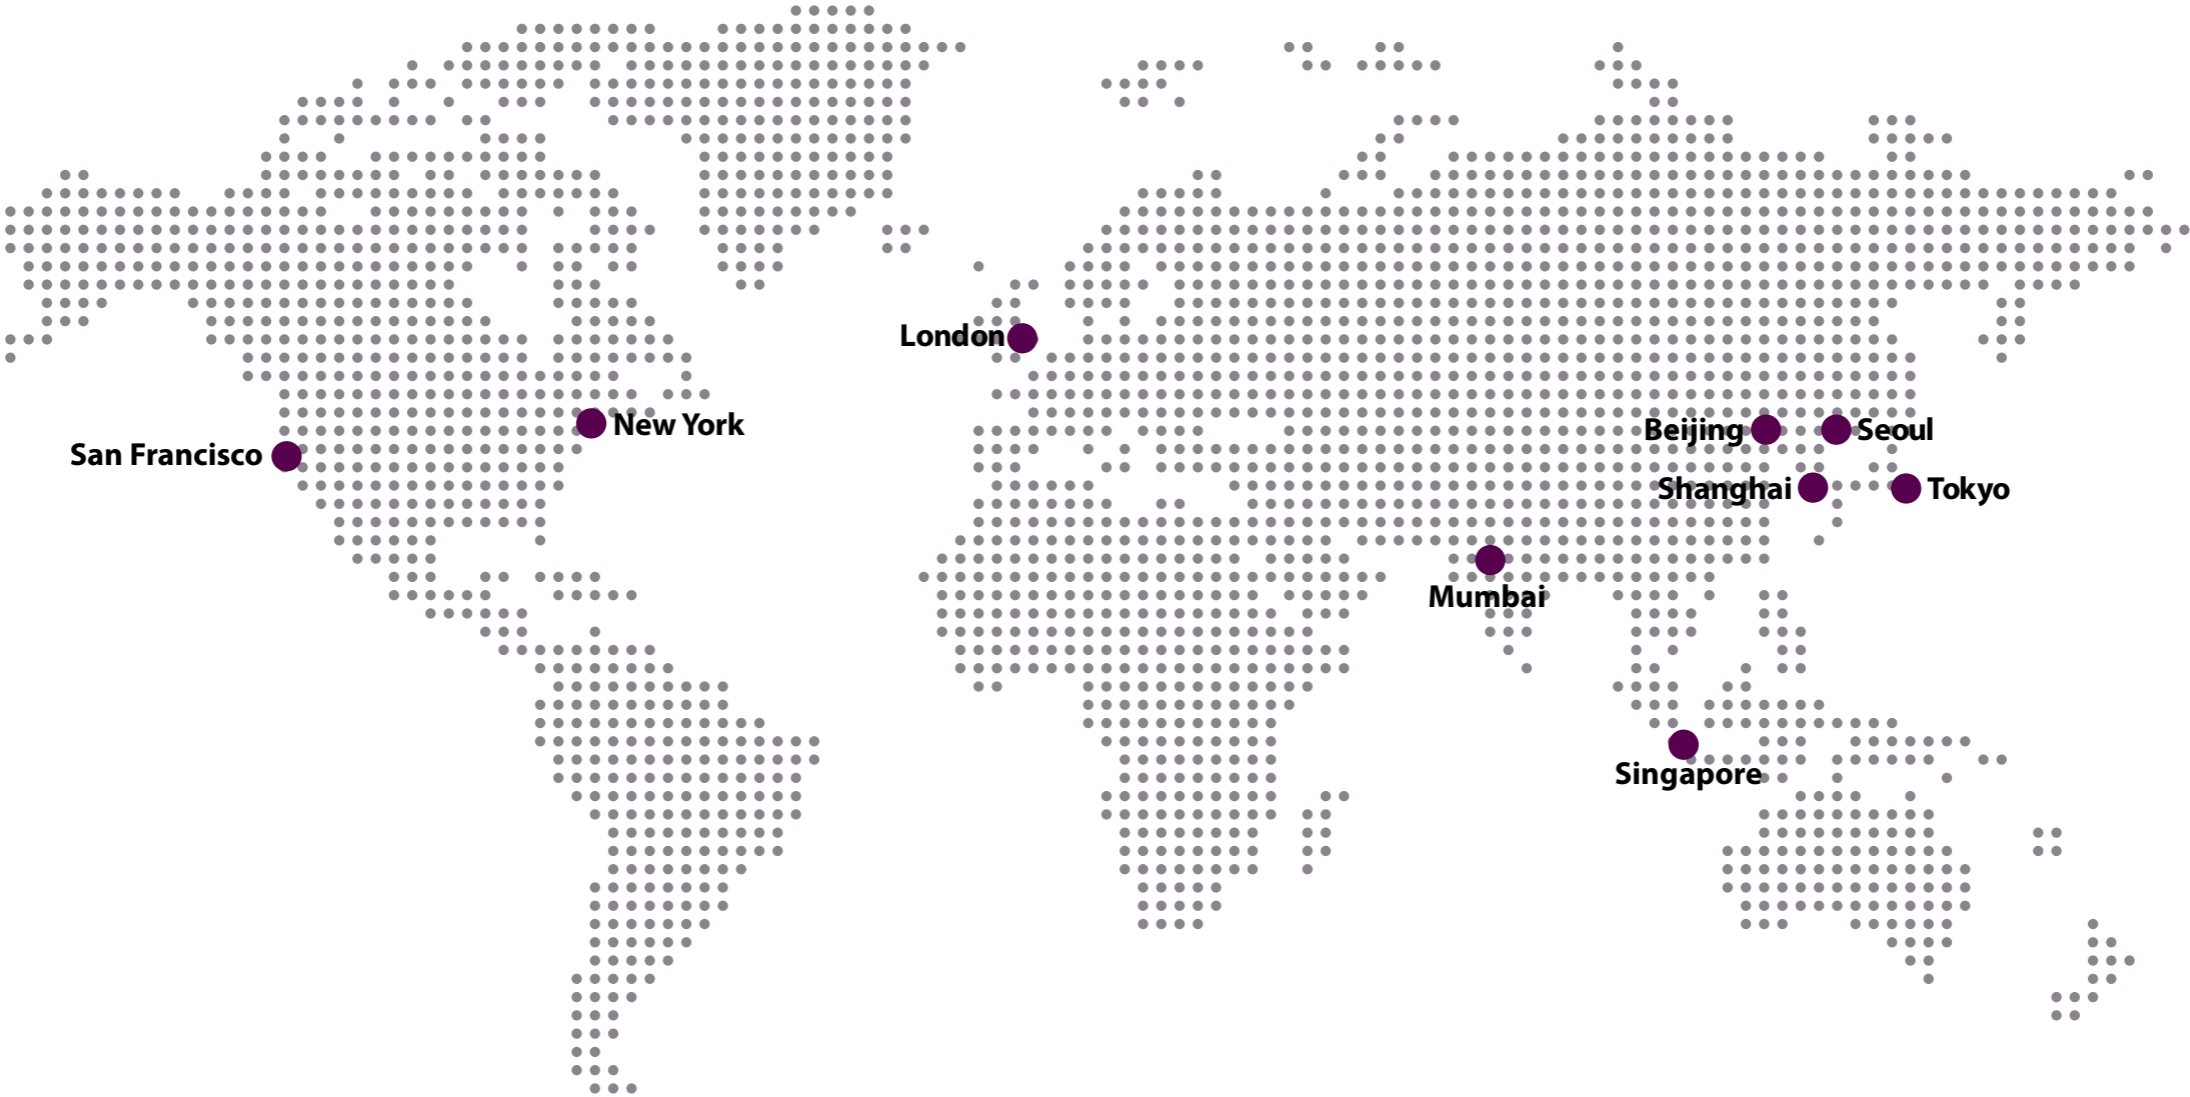 London
New York
San Francisco
Beijing
Seoul
Shanghai
Tokyo
Mumbai
Singapore